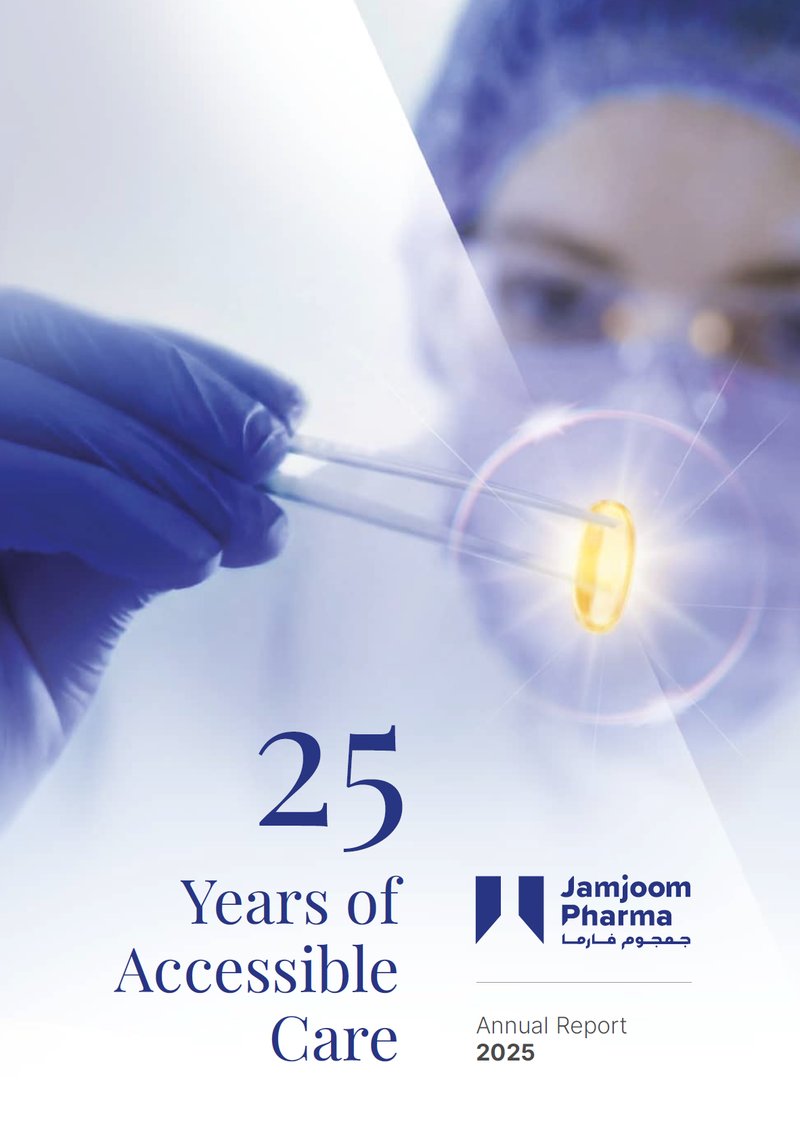 25
Years of
Accessible
Care
Jamjoom
Pharma
جمجوم فارما
Annual Report
2025